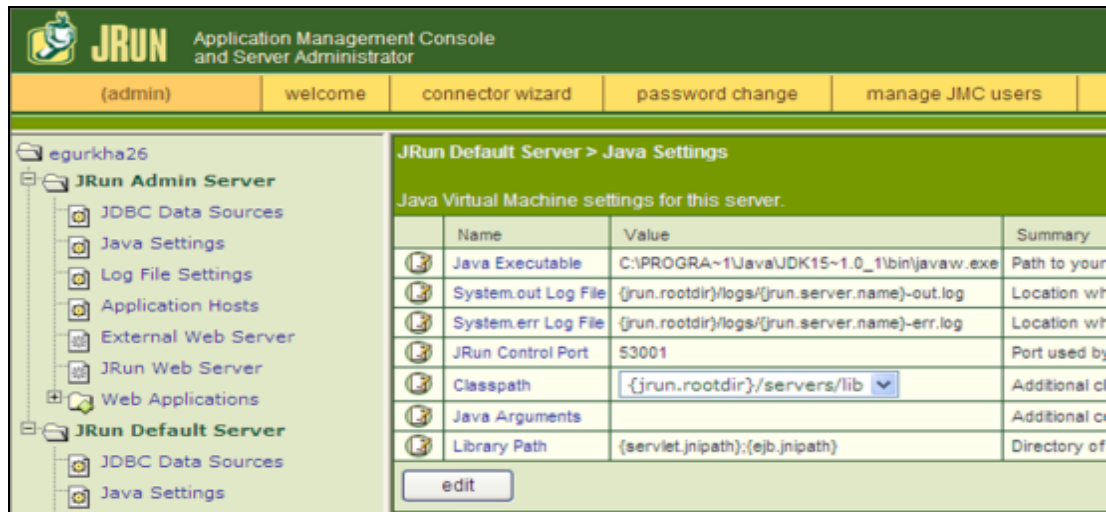 JRUN
Application Management Console
and Server Administrator
(admin) welcome connector wizard password change manage JMC users
egurkha26
JRun Admin Server
JDBC Data Sources
Java Settings
Log File Settings
Application Hosts
External Web Server
JRun Web Server
Web Applications
JRun Default Server
JDBC Data Sources
Java Settings
JRun Default Server > Java Settings
Java Virtual Machine settings for this server.
Name Value Summary
Java Executable C:\PROGRA~1\Java\JDK15~1.0_1\bin\javaw.exe Path to your
System.out Log File {jrun.rootdir}/logs/{jrun.server.name}-out.log Location wh
System.err Log File {jrun.rootdir}/logs/{jrun.server.name}-err.log Location wh
JRun Control Port 53001 Port used by
Classpath {jrun.rootdir}/servers/lib Additional cl
Java Arguments Additional co
Library Path {servlet.jnipath};{ejb.jnipath} Directory of
edit